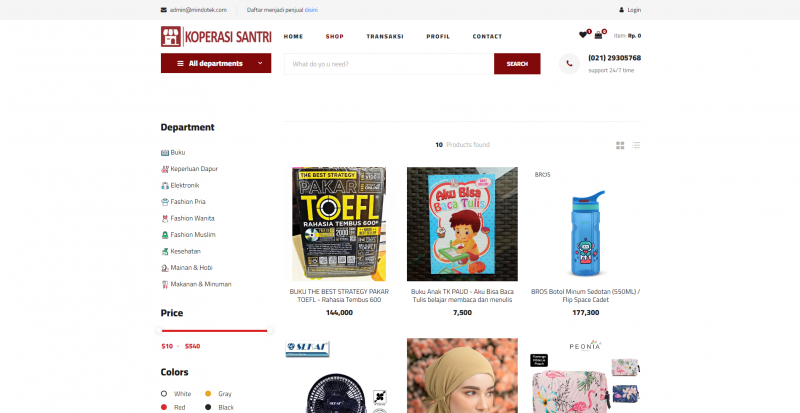 admin@mindotek.com
Daftar menjadi penjual disini
Login
KOPERASI SANTRI
HOME
SHOP
TRANSAKSI
PROFIL
CONTACT
1
0
item: Rp. 0
All departments
What do yo u need?
SEARCH
(021) 29305768
support 24/7 time
Department
Buku
Keperluan Dapur
Elektronik
Fashion Pria
Fashion Wanita
Fashion Muslim
Kesehatan
Mainan & Hobi
Makanan & Minuman
Price
$10 - $540
Colors
White
Gray
Red
Black
10 Products found
THE BEST STRATEGY
PAKAR
TOEFL
RAHASIA TEMBUS 600+
2000
BUKU THE BEST STRATEGY PAKAR
TOEFL - Rahasia Tembus 600
144,000
Aku Bisa
Baca Tulis
Buku Anak TK PAUD - Aku Bisa Baca
Tulis belajar membaca dan menulis
7,500
BROS
BROS Botol Minum Sedotan (550ML) /
Flip Space Cadet
177,300
SEKAI
PEONIA